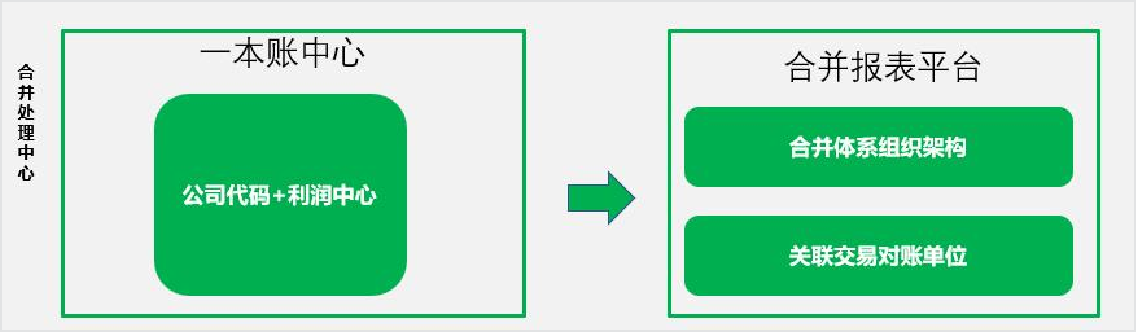 合并处理中心
一本账中心
公司代码+利润中心
合并报表平台
合并体系组织架构
关联交易对账单位